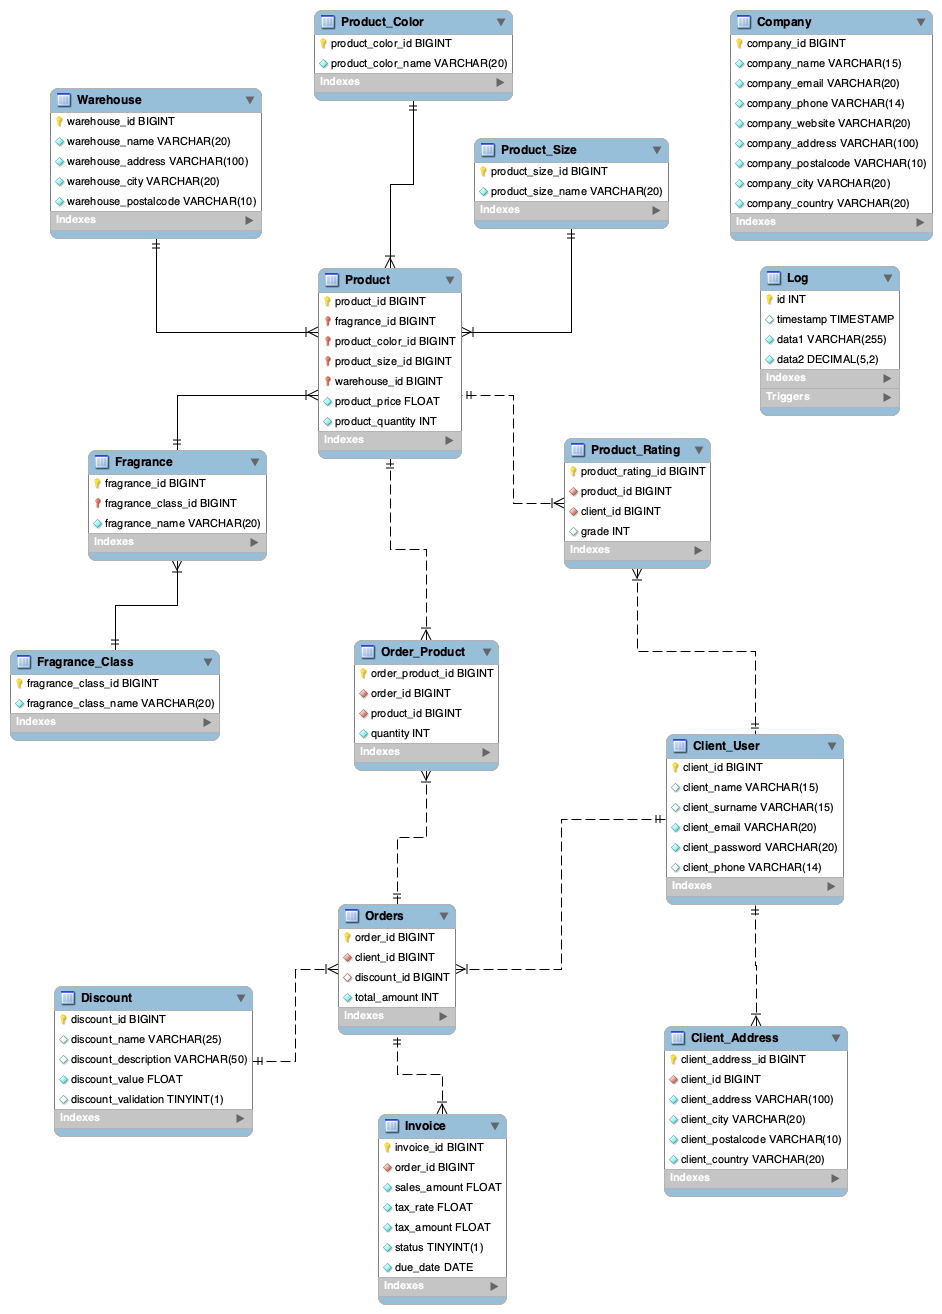 Product_Color
product_color_id BIGINT
product_color_name VARCHAR(20)
Indexes
Company
company_id BIGINT
company_name VARCHAR(15)
company_email VARCHAR(20)
company_phone VARCHAR(14)
company_website VARCHAR(20)
company_address VARCHAR(100)
company_postalcode VARCHAR(10)
company_city VARCHAR(20)
company_country VARCHAR(20)
Indexes
Warehouse
warehouse_id BIGINT
warehouse_name VARCHAR(20)
warehouse_address VARCHAR(100)
warehouse_city VARCHAR(20)
warehouse_postalcode VARCHAR(10)
Indexes
Product_Size
product_size_id BIGINT
product_size_name VARCHAR(20)
Indexes
Product
product_id BIGINT
fragrance_id BIGINT
product_color_id BIGINT
product_size_id BIGINT
warehouse_id BIGINT
product_price FLOAT
product_quantity INT
Indexes
Log
id INT
timestamp TIMESTAMP
data1 VARCHAR(255)
data2 DECIMAL(5,2)
Indexes
Triggers
Fragrance
fragrance_id BIGINT
fragrance_class_id BIGINT
fragrance_name VARCHAR(20)
Indexes
Product_Rating
product_rating_id BIGINT
product_id BIGINT
client_id BIGINT
grade INT
Indexes
Fragrance_Class
fragrance_class_id BIGINT
fragrance_class_name VARCHAR(20)
Indexes
Order_Product
order_product_id BIGINT
order_id BIGINT
product_id BIGINT
quantity INT
Indexes
Client_User
client_id BIGINT
client_name VARCHAR(15)
client_surname VARCHAR(15)
client_email VARCHAR(20)
client_password VARCHAR(20)
client_phone VARCHAR(14)
Indexes
Orders
order_id BIGINT
client_id BIGINT
discount_id BIGINT
total_amount INT
Indexes
Discount
discount_id BIGINT
discount_name VARCHAR(25)
discount_description VARCHAR(50)
discount_value FLOAT
discount_validation TINYINT(1)
Indexes
Client_Address
client_address_id BIGINT
client_id BIGINT
client_address VARCHAR(100)
client_city VARCHAR(20)
client_postalcode VARCHAR(10)
client_country VARCHAR(20)
Indexes
Invoice
invoice_id BIGINT
order_id BIGINT
sales_amount FLOAT
tax_rate FLOAT
tax_amount FLOAT
status TINYINT(1)
due_date DATE
Indexes